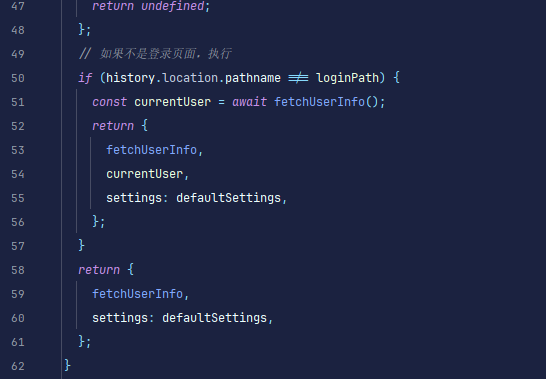 47 return undefined;
48 };
49 // 如果不是登录页面，执行
50 if (history.location.pathname !== loginPath) {
51 const currentUser = await fetchUserInfo();
52 return {
53 fetchUserInfo,
54 currentUser,
55 settings: defaultSettings,
56 };
57 }
58 return {
59 fetchUserInfo,
60 settings: defaultSettings,
61 };
62 }